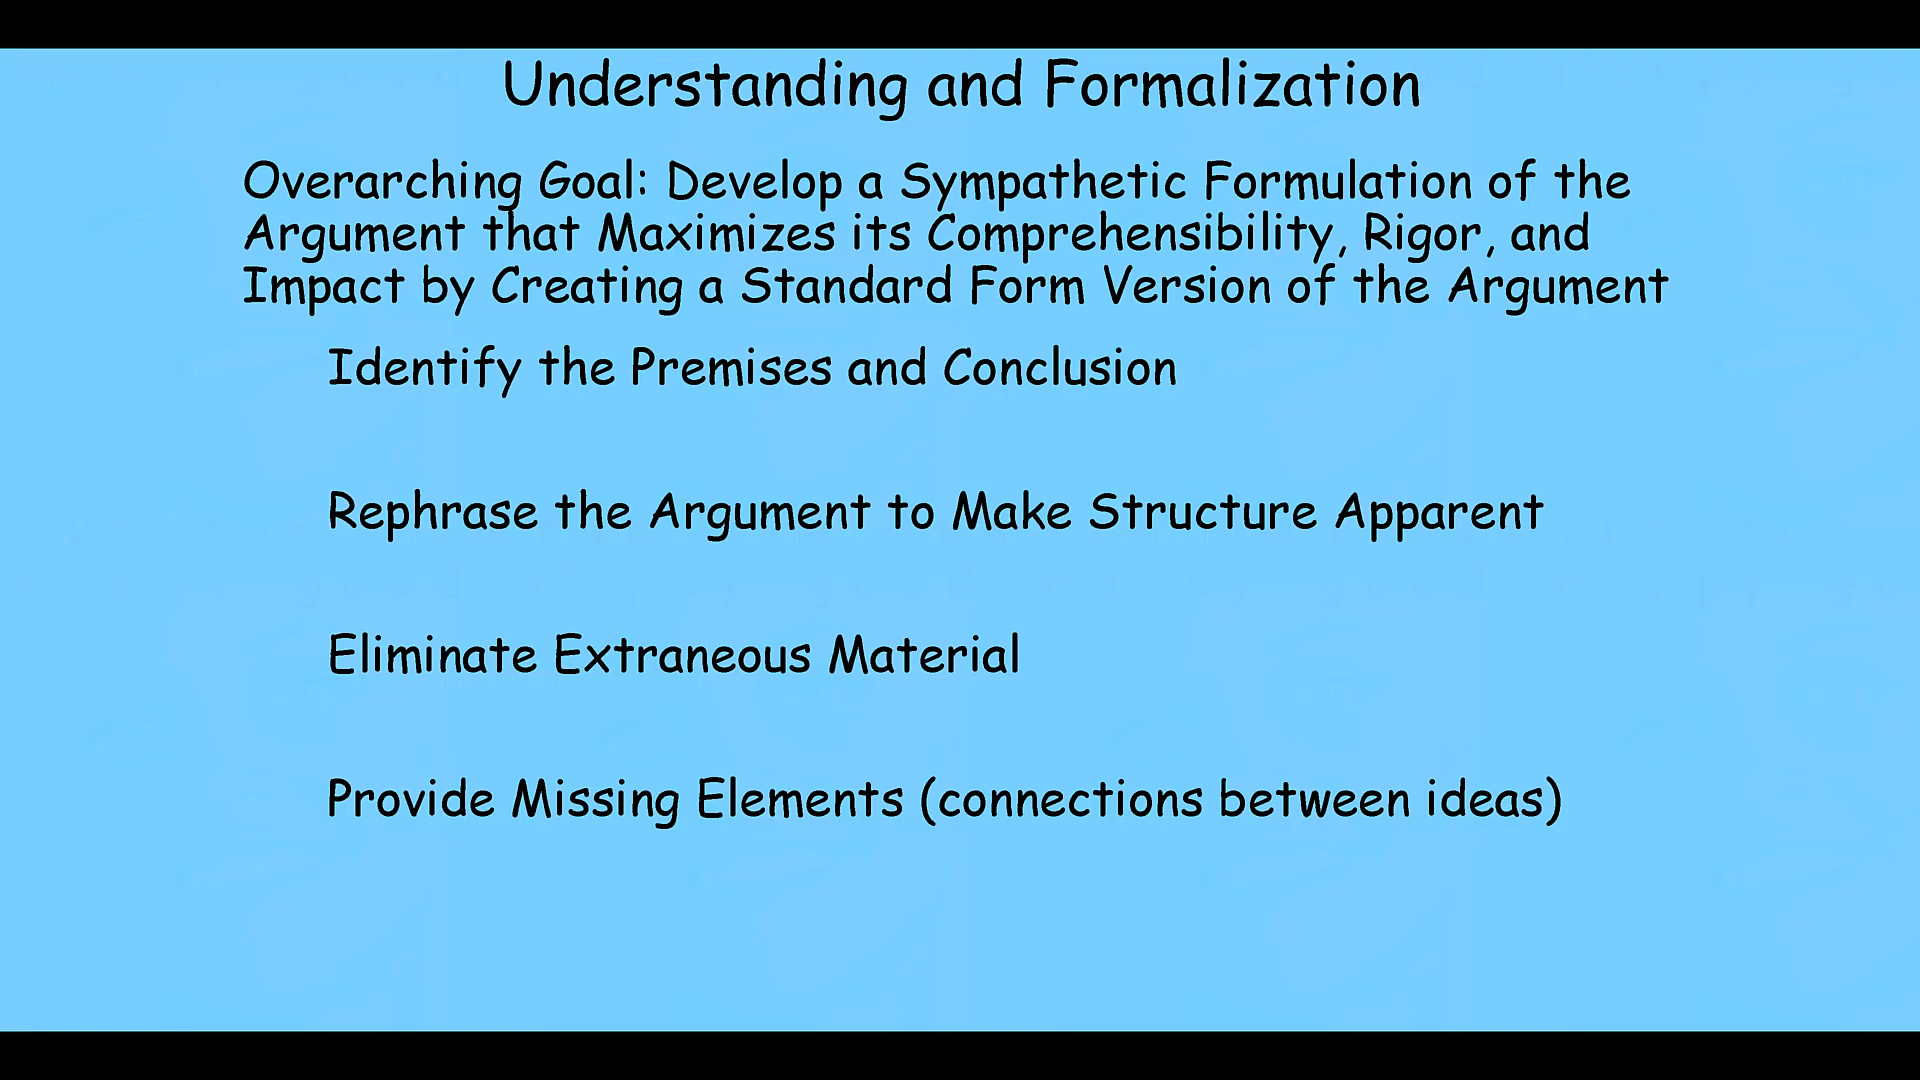 Understanding and Formalization
Overarching Goal: Develop a Sympathetic Formulation of the
Argument that Maximizes its Comprehensibility, Rigor, and
Impact by Creating a Standard Form Version of the Argument
Identify the Premises and Conclusion
Rephrase the Argument to Make Structure Apparent
Eliminate Extraneous Material
Provide Missing Elements (connections between ideas)